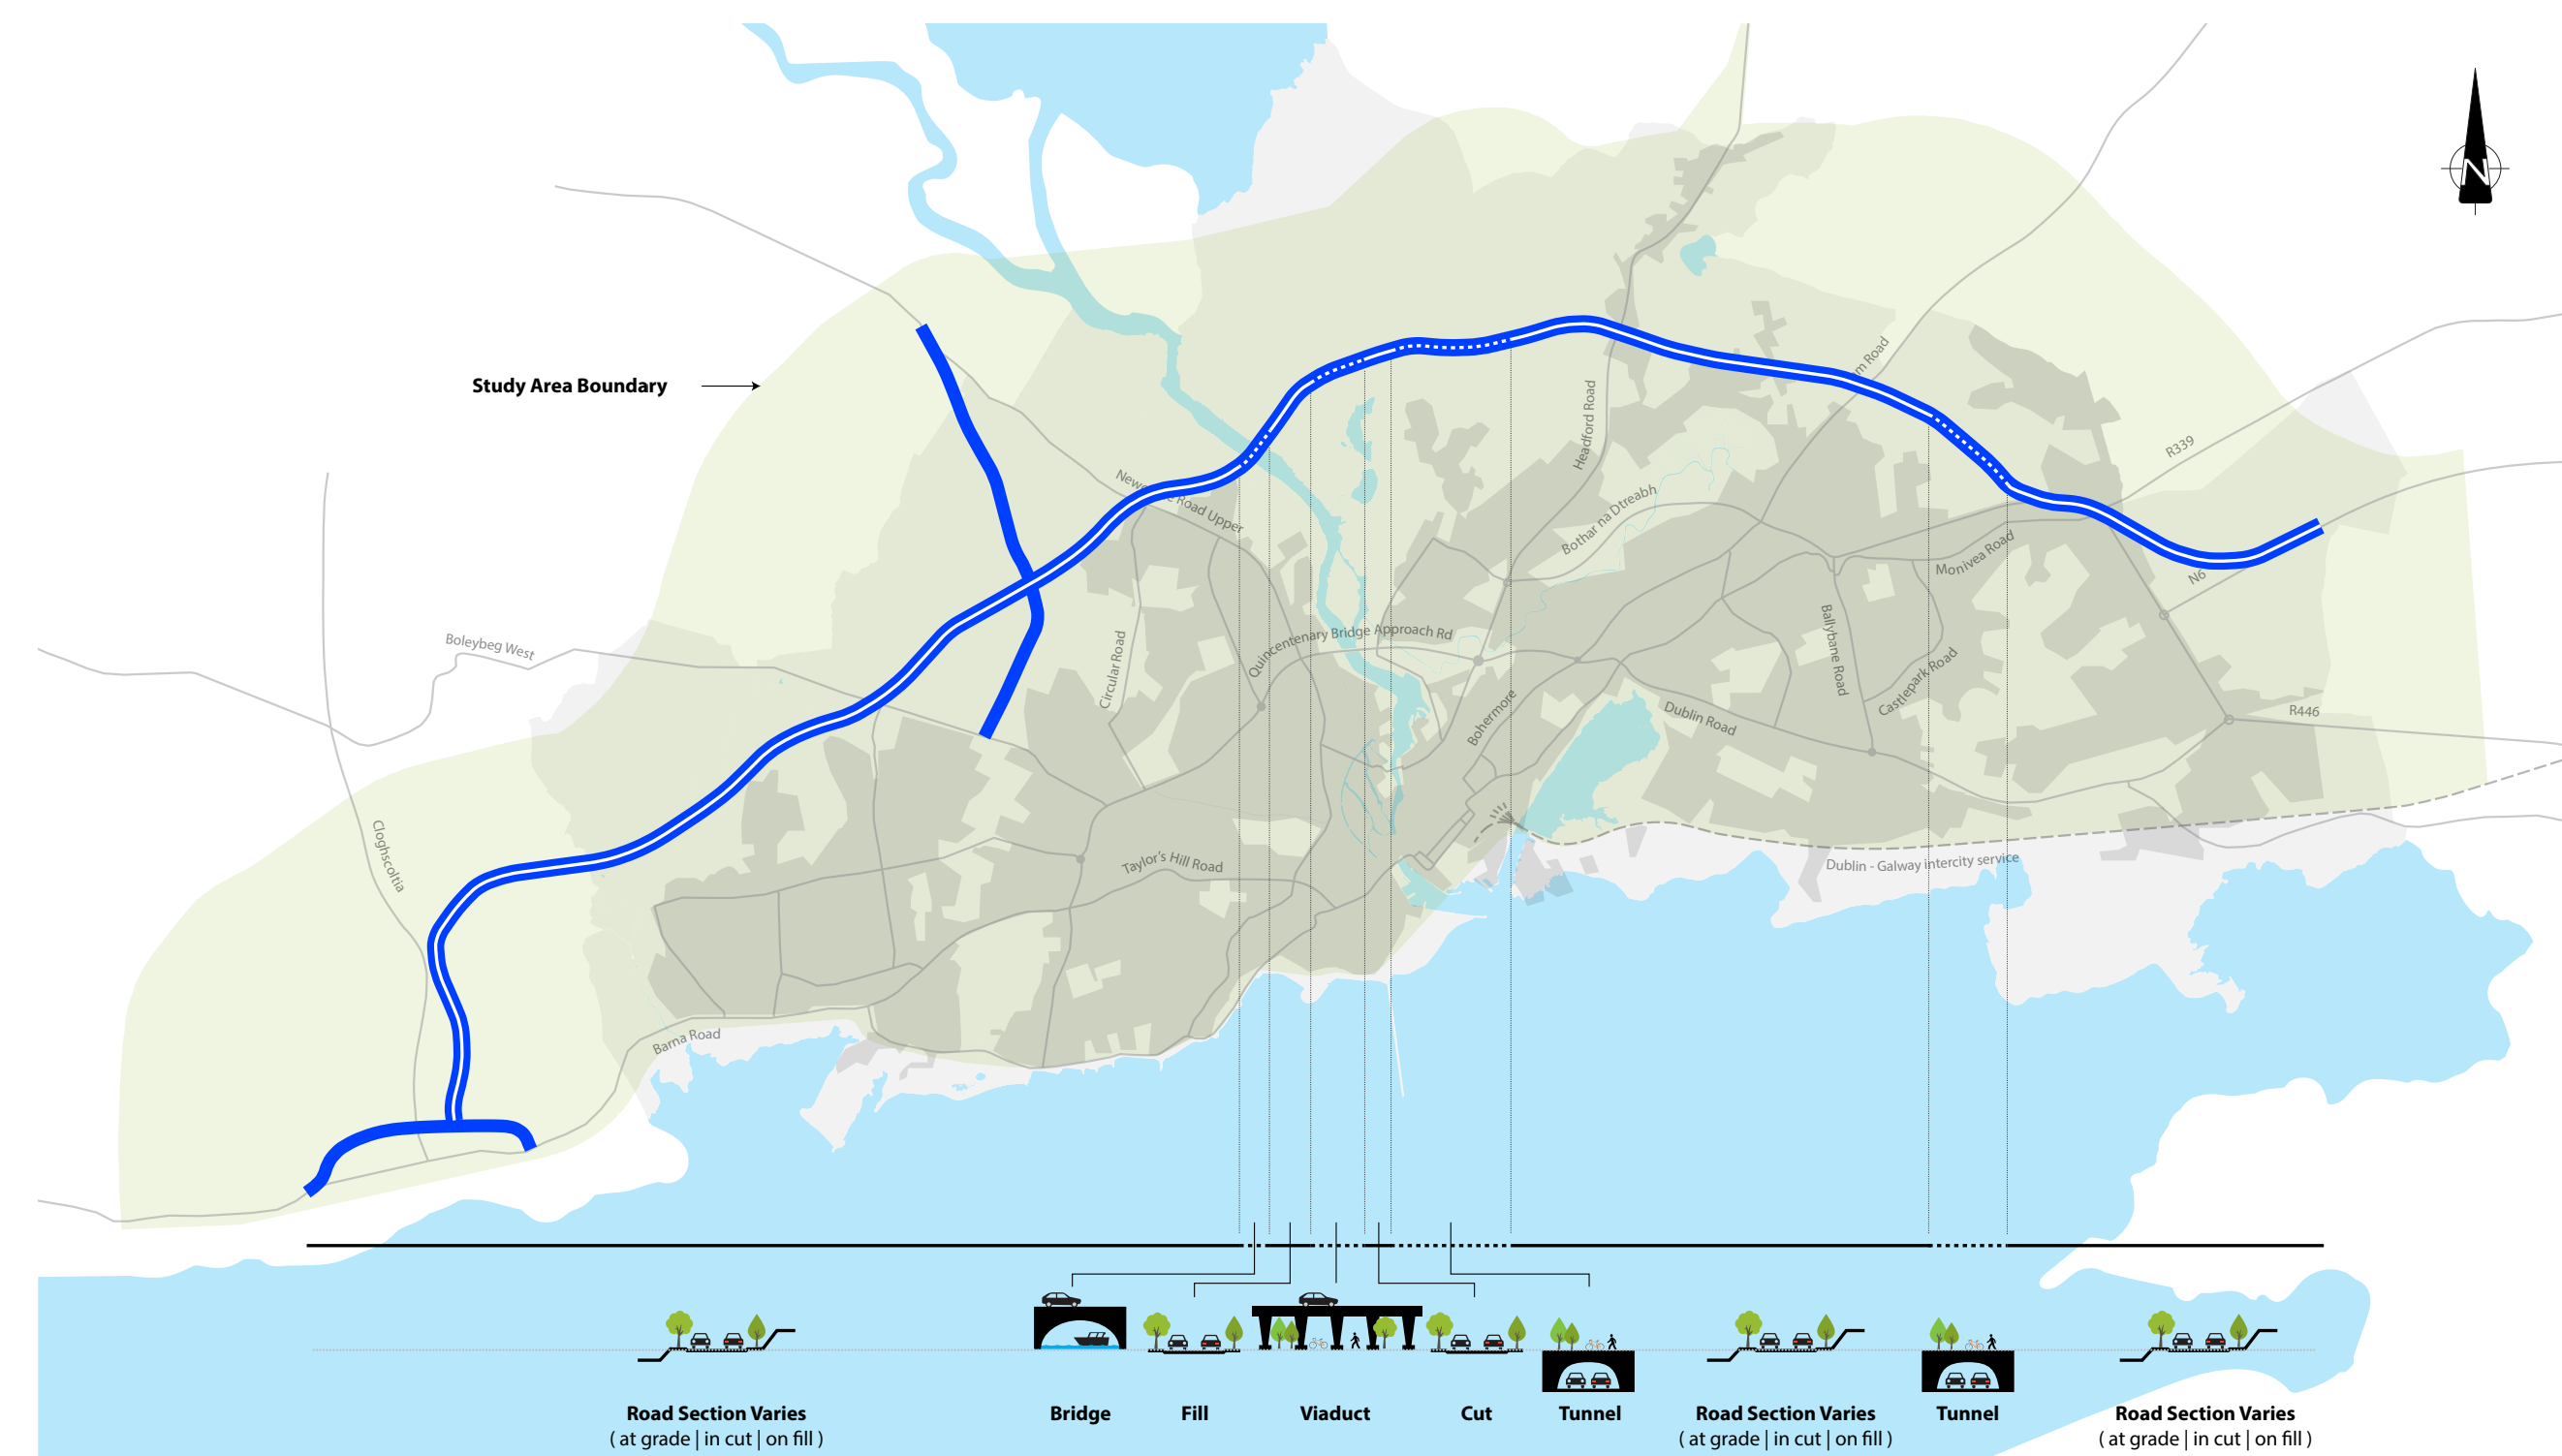 N
Study Area Boundary
Headford Road
m Road
R339
Newc
e Road Upper
Bothar na Dtreabh
Monivea Road
N6
Boleybeg West
Circular Road
Quincentenary Bridge Approach Rd
Ballybane Road
Castlepark Road
Bohermore
Dublin Road
R446
Cloghscoltia
Taylor's Hill Road
Dublin - Galway intercity service
Barna Road
Road Section Varies
( at grade | in cut | on fill )
Bridge
Fill
Viaduct
Cut
Tunnel
Road Section Varies
( at grade | in cut | on fill )
Tunnel
Road Section Varies
( at grade | in cut | on fill )